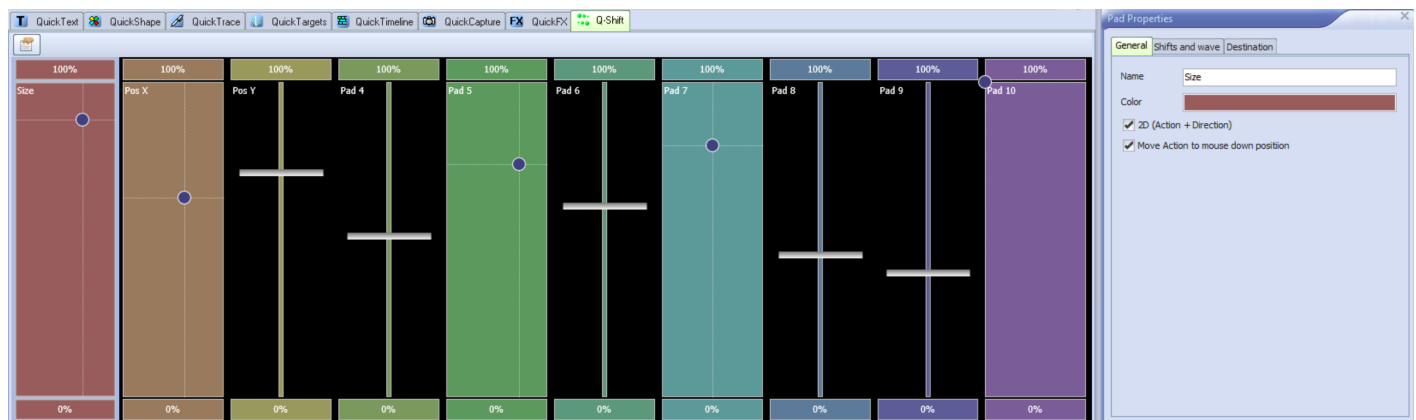 QuickText QuickShape QuickTrace QuickTargets QuickTimeline QuickCapture FX QuickFX Q-Shift
100% 100% 100% 100% 100% 100% 100% 100% 100% 100%
Size Pos X Pos Y Pad 4 Pad 5 Pad 6 Pad 7 Pad 8 Pad 9 Pad 10
0% 0% 0% 0% 0% 0% 0% 0% 0% 0%
Pad Properties
General Shifts and wave Destination
Name Size
Color
2D (Action + Direction)
Move Action to mouse down position